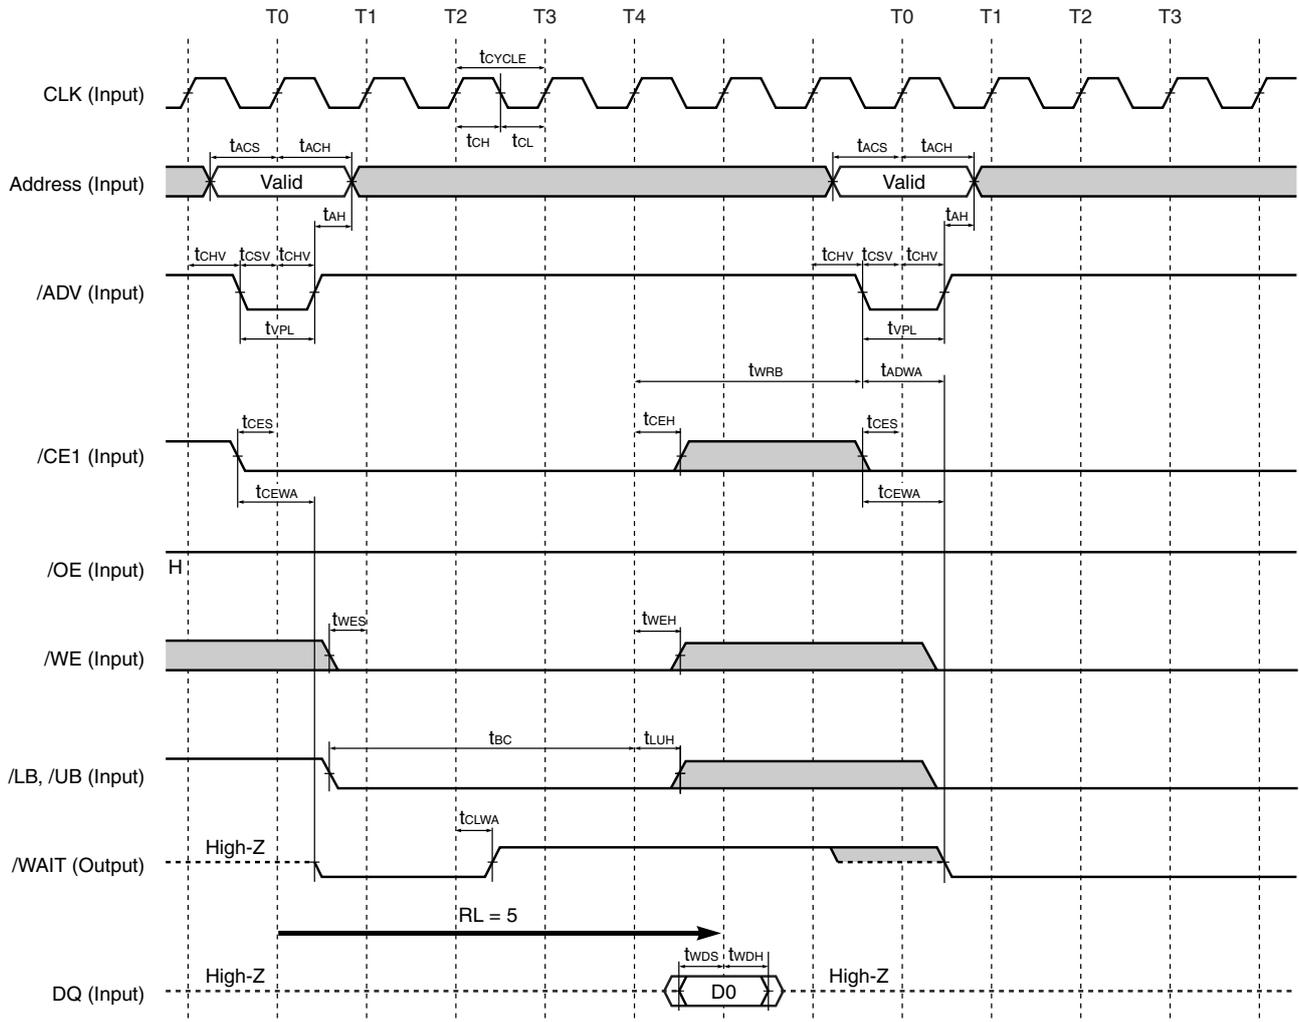 T0 T1 T2 T3 T4 T0 T1 T2 T3
tCYCLE
CLK (Input)
tCH tCL
tACS tACH tACS tACH
Address (Input) Valid Valid
tAH tAH
tCHV tCSV tCHV tCHV tCSV tCHV
/ADV (Input)
tVPL tVPL
tWRB tADWA
tCES tCEH tCES
/CE1 (Input)
tCEWA tCEWA
/OE (Input) H
tWES tWEH
/WE (Input)
tBC tLUH
/LB, /UB (Input)
tCLWA
High-Z
/WAIT (Output)
RL = 5
tWDS tWDH
High-Z High-Z
DQ (Input) D0